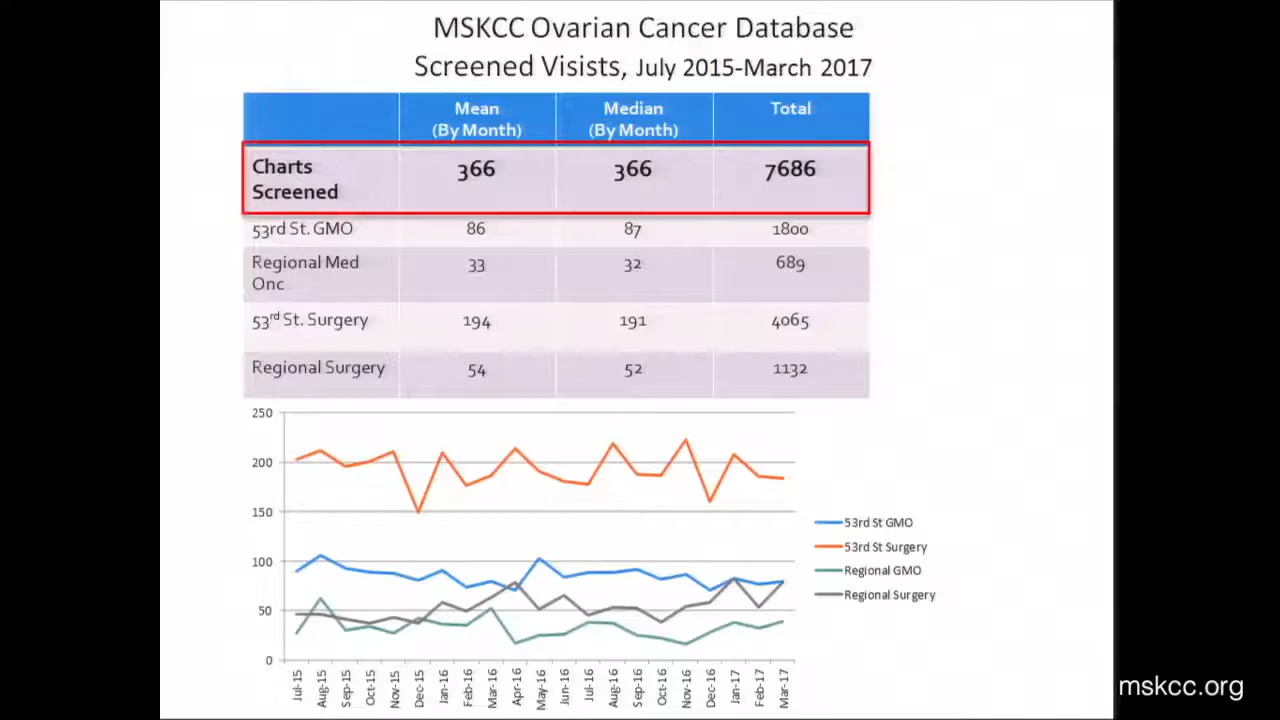 MSKCC Ovarian Cancer Database
Screened Visists, July 2015-March 2017
Mean Median Total
(By Month) (By Month)
Charts 366 366 7686
Screened
53rd St. GMO 86 87 1800
Regional Med 33 32 689
Onc
53rd St. Surgery 194 191 4065
Regional Surgery 54 52 1132
250
200
150
100
50
0
53rd St GMO
53rd St Surgery
Regional GMO
Regional Surgery
Jul-15 Aug-15 Sep-15 Oct-15 Nov-15 Dec-15 Jan-16 Feb-16 Mar-16 Apr-16 May-16 Jun-16 Jul-16 Aug-16 Sep-16 Oct-16 Nov-16 Dec-16 Jan-17 Feb-17 Mar-17
mskcc.org